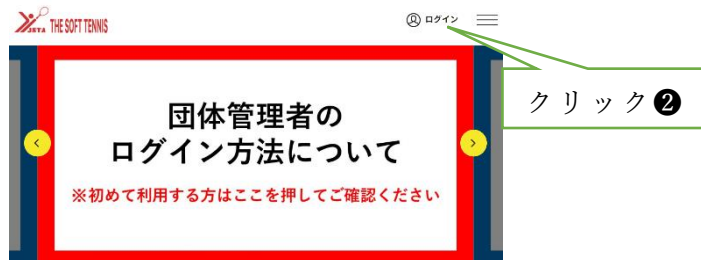 JSTA THE SOFT TENNIS
ログイン
クリック❷
団体管理者の
ログイン方法について
※初めて利用する方はここを押してご確認ください